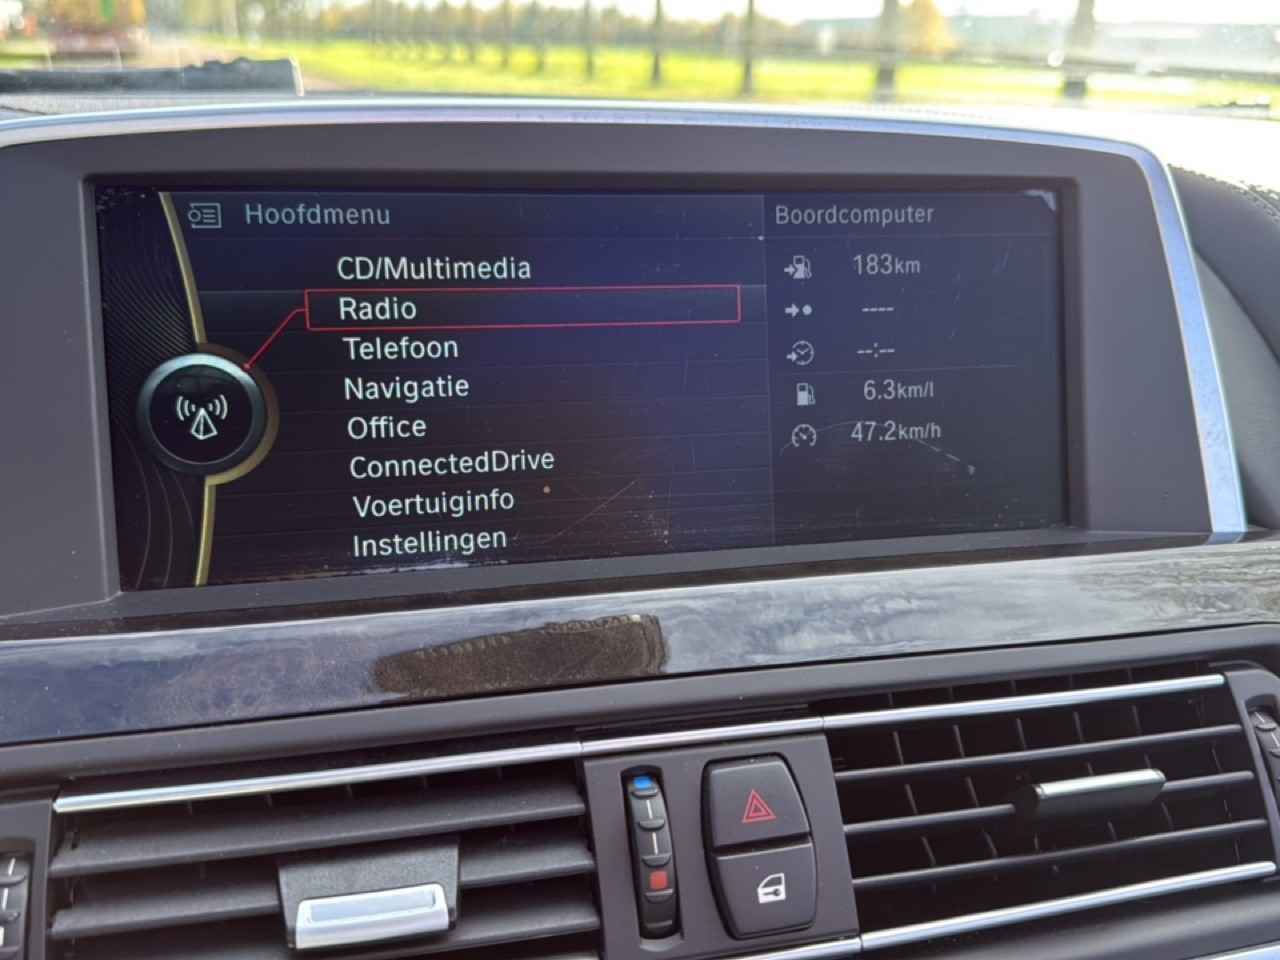 Hoofdmenu
CD/Multimedia
Radio
Telefoon
Navigatie
Office
ConnectedDrive
Voertuiginfo
Instellingen
Boordcomputer
183km
----
--:--
6.3km/l
47.2km/h